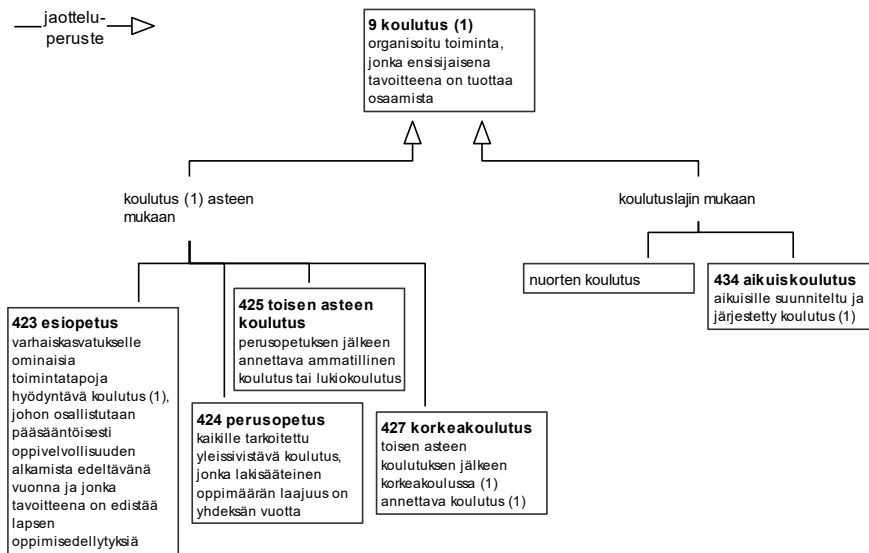 jaottelu-
peruste
9 koulutus (1)
organisoitu toiminta,
jonka ensisijaisena
tavoitteena on tuottaa
osaamista
koulutus (1) asteen
mukaan
koulutuslajin mukaan
nuorten koulutus
434 aikuiskoulutus
aikuisille suunniteltu ja
järjestetty koulutus (1)
423 esiopetus
varhaiskasvatukselle
ominaisia
toimintatapoja
hyödyntävä koulutus (1),
johon osallistutaan
pääsääntöisesti
oppivelvollisuuden
alkamista edeltävänä
vuonna ja jonka
tavoitteena on edistää
lapsen
oppimisedellytyksiä
425 toisen asteen
koulutus
perusopetuksen jälkeen
annettava ammatillinen
koulutus tai lukiokoulutus
424 perusopetus
kaikille tarkoitettu
yleissivistävä koulutus,
jonka lakisääteinen
oppimäärän laajuus on
yhdeksän vuotta
427 korkeakoulutus
toisen asteen
koulutuksen jälkeen
korkeakoulussa (1)
annettava koulutus (1)